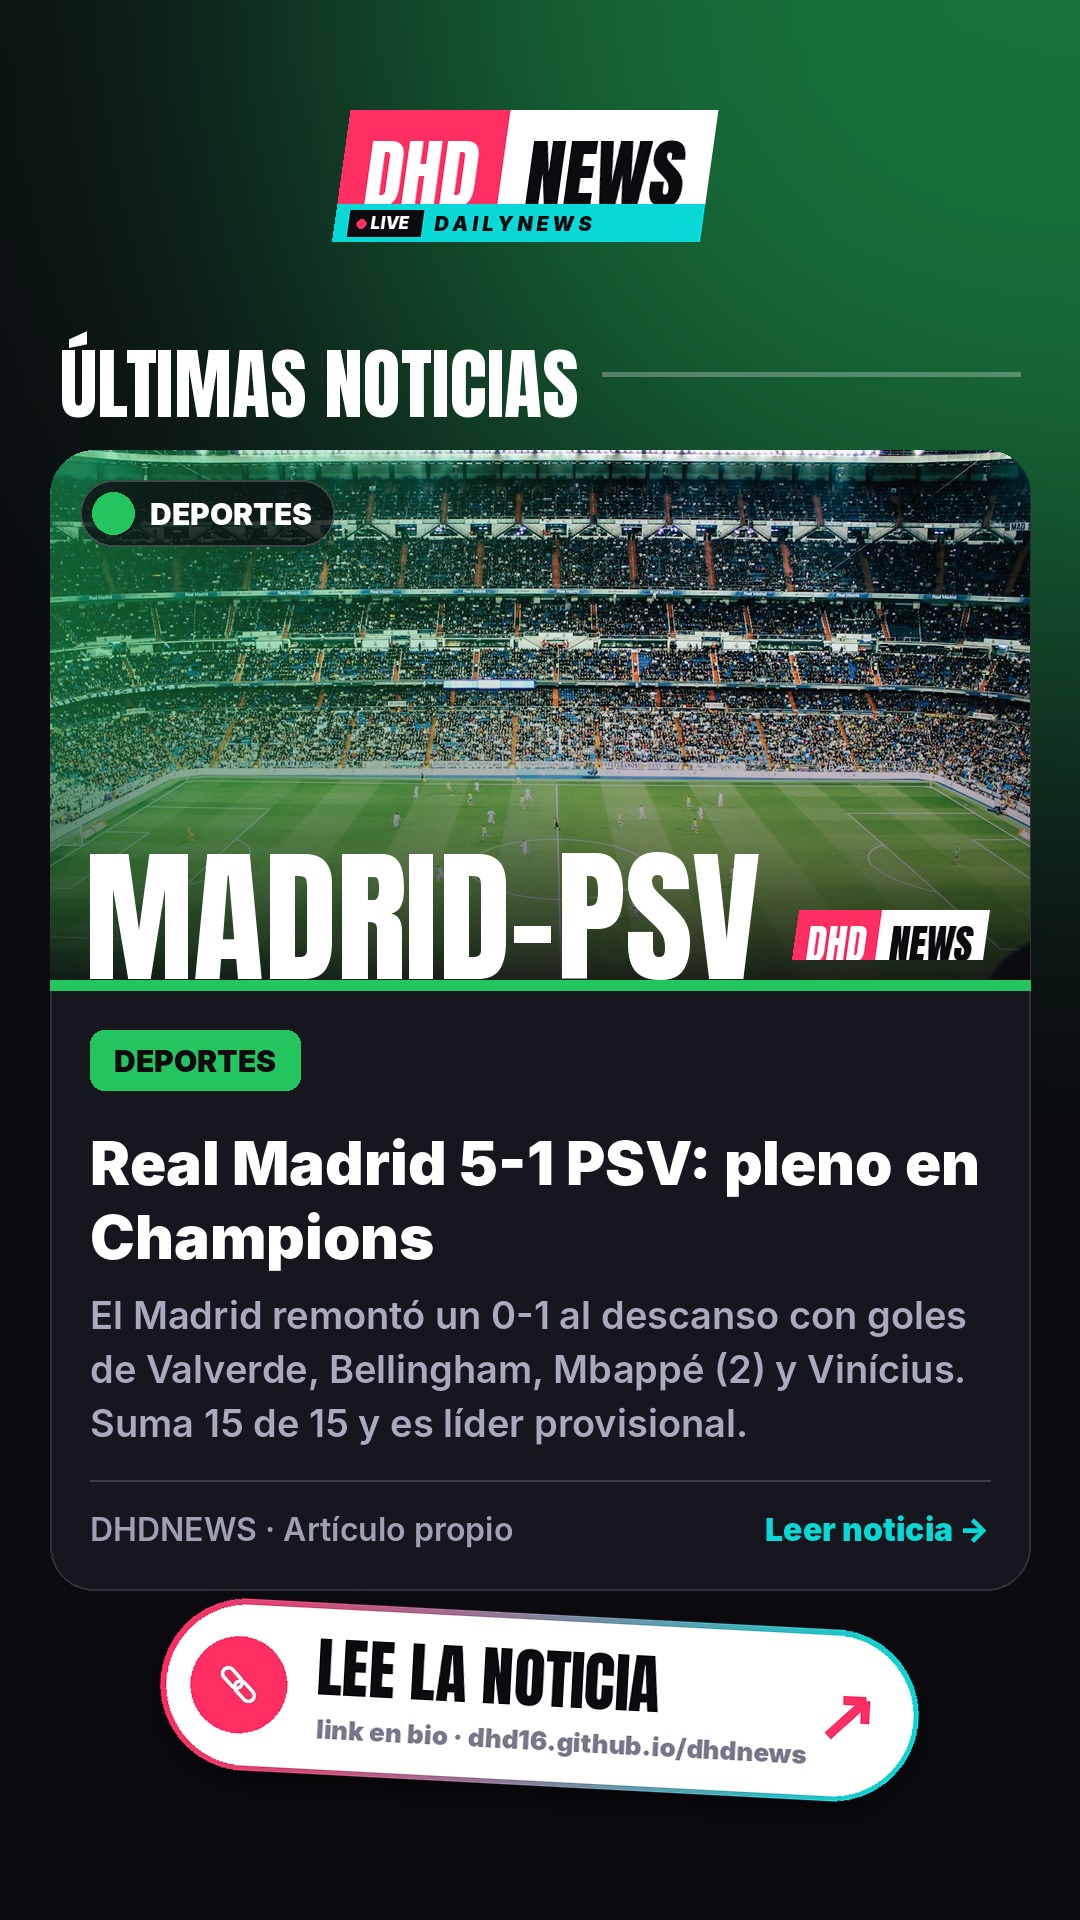 DHD NEWS
LIVE DAILYNEWS
ÚLTIMAS NOTICIAS
DEPORTES
MADRID-PSV
DHD NEWS
DEPORTES
Real Madrid 5-1 PSV: pleno en
Champions
El Madrid remontó un 0-1 al descanso con goles
de Valverde, Bellingham, Mbappé (2) y Vinícius.
Suma 15 de 15 y es líder provisional.
DHDNEWS · Artículo propio
Leer noticia →
LEE LA NOTICIA
link en bio · dhd16.github.io/dhdnews